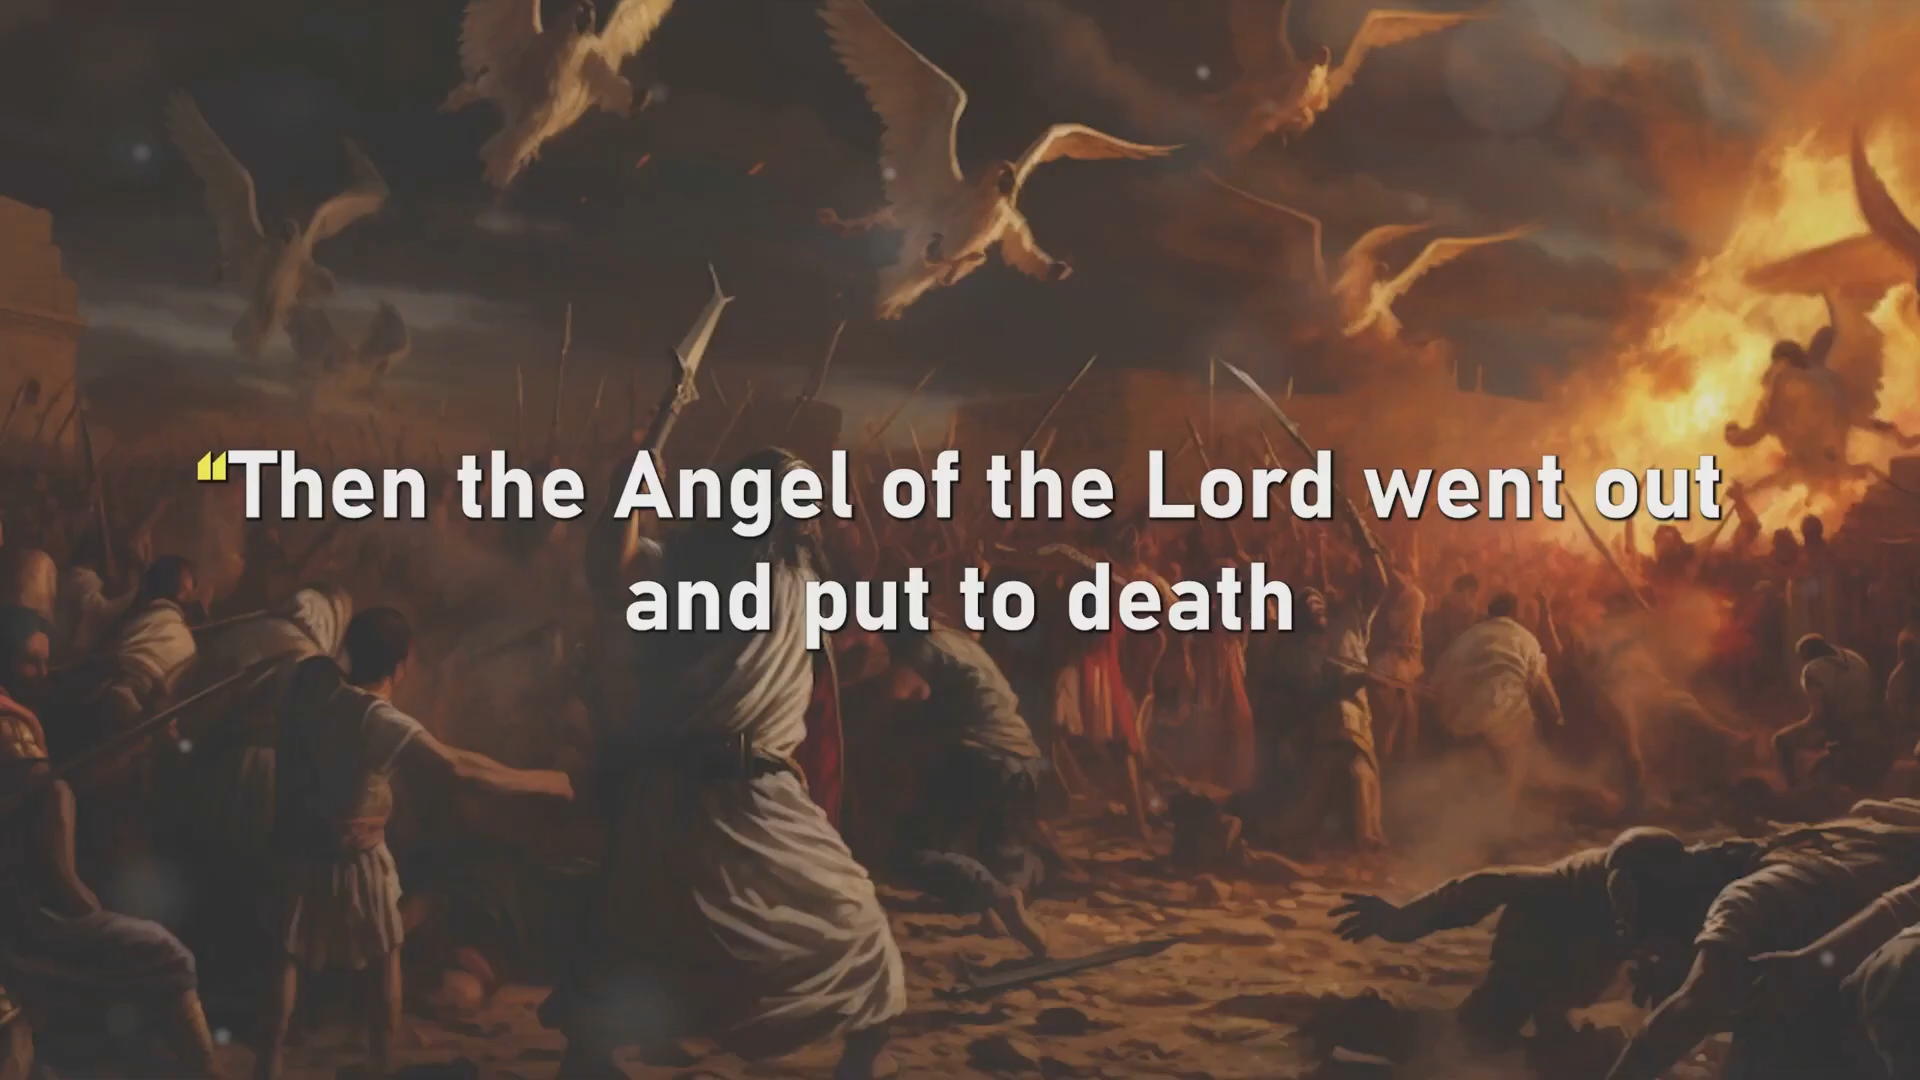 “Then the Angel of the Lord went out
and put to death